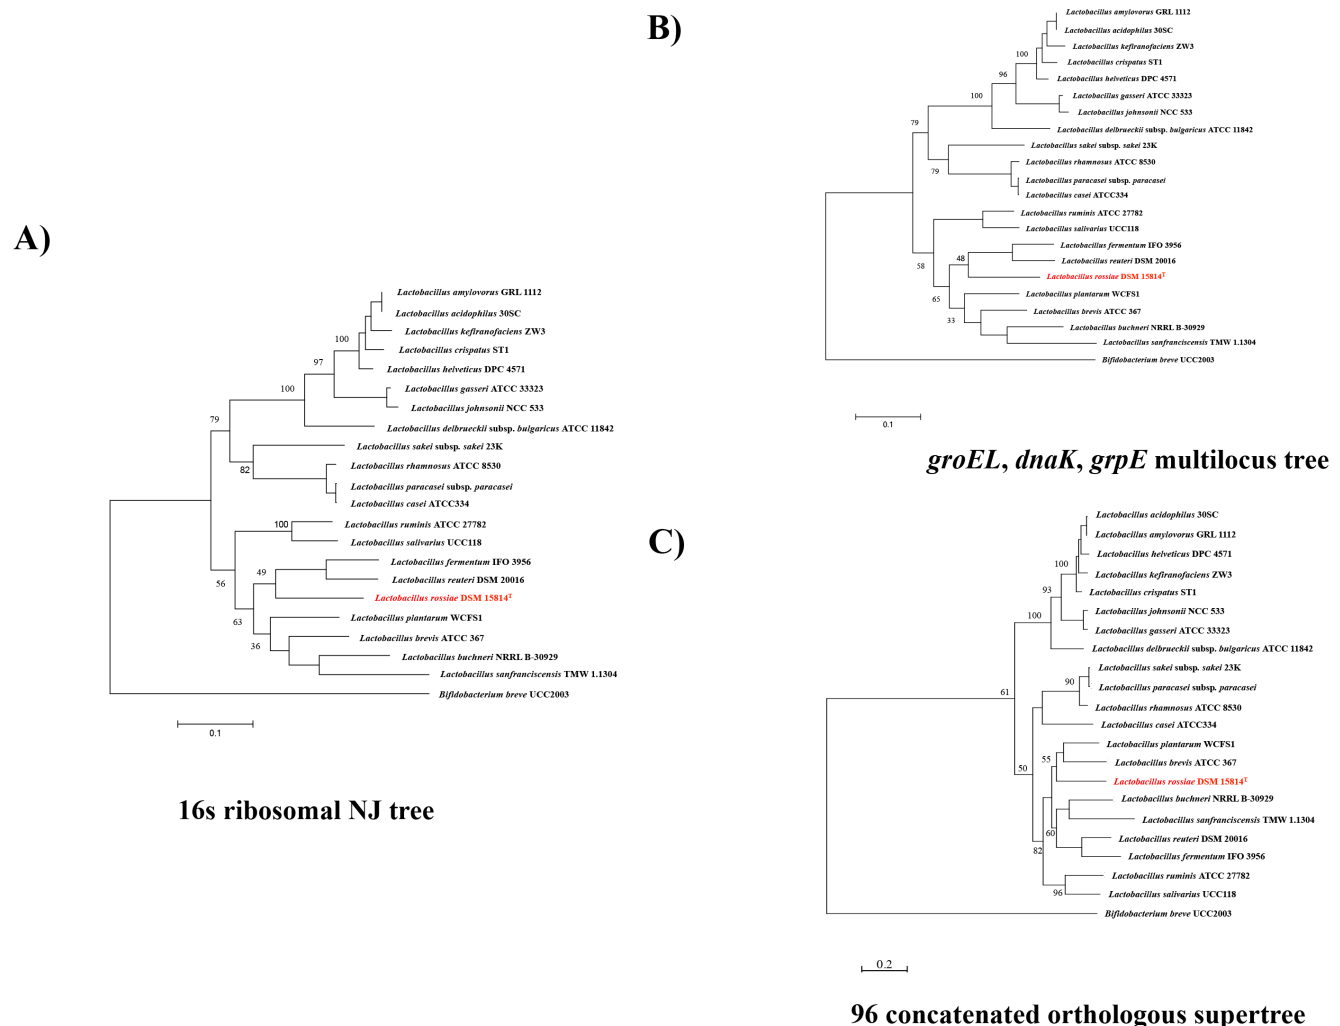 A)
Lactobacillus amylovorus GRL 1112
Lactobacillus acidophilus 30SC
Lactobacillus kefiranofaciens ZW3
100
Lactobacillus crispatus ST1
97
Lactobacillus helveticus DPC 4571
100
Lactobacillus gasseri ATCC 33323
Lactobacillus johnsonii NCC 533
79
Lactobacillus delbrueckii subsp. bulgaricus ATCC 11842
Lactobacillus sakei subsp. sakei 23K
82
Lactobacillus rhamnosus ATCC 8530
Lactobacillus paracasei subsp. paracasei
Lactobacillus casei ATCC334
100
Lactobacillus ruminis ATCC 27782
Lactobacillus salivarius UCC118
Lactobacillus fermentum IFO 3956
56
49
Lactobacillus reuteri DSM 20016
Lactobacillus rossiae DSM 15814T
63
Lactobacillus plantarum WCFS1
Lactobacillus brevis ATCC 367
36
Lactobacillus buchneri NRRL B-30929
Lactobacillus sanfranciscensis TMW 1.1304
Bifidobacterium breve UCC2003
0.1
16s ribosomal NJ tree
B)
Lactobacillus amylovorus GRL 1112
Lactobacillus acidophilus 30SC
Lactobacillus kefiranofaciens ZW3
100
Lactobacillus crispatus ST1
96
Lactobacillus helveticus DPC 4571
100
Lactobacillus gasseri ATCC 33323
Lactobacillus johnsonii NCC 533
79
Lactobacillus delbrueckii subsp. bulgaricus ATCC 11842
Lactobacillus sakei subsp. sakei 23K
Lactobacillus rhamnosus ATCC 8530
79
Lactobacillus paracasei subsp. paracasei
Lactobacillus casei ATCC334
Lactobacillus ruminis ATCC 27782
Lactobacillus salivarius UCC118
Lactobacillus fermentum IFO 3956
48
Lactobacillus reuteri DSM 20016
58
Lactobacillus rossiae DSM 15814T
Lactobacillus plantarum WCFS1
65
Lactobacillus brevis ATCC 367
33
Lactobacillus buchneri NRRL B-30929
Lactobacillus sanfranciscensis TMW 1.1304
Bifidobacterium breve UCC2003
0.1
groEL, dnaK, grpE multilocus tree
C)
Lactobacillus acidophilus 30SC
Lactobacillus amylovorus GRL 1112
Lactobacillus helveticus DPC 4571
100
Lactobacillus kefiranofaciens ZW3
93
Lactobacillus crispatus ST1
Lactobacillus johnsonii NCC 533
100
Lactobacillus gasseri ATCC 33323
Lactobacillus delbrueckii subsp. bulgaricus ATCC 11842
Lactobacillus sakei subsp. sakei 23K
90
Lactobacillus paracasei subsp. paracasei
61
Lactobacillus rhamnosus ATCC 8530
Lactobacillus casei ATCC334
Lactobacillus plantarum WCFS1
55
Lactobacillus brevis ATCC 367
50
Lactobacillus rossiae DSM 15814T
Lactobacillus buchneri NRRL B-30929
Lactobacillus sanfranciscensis TMW 1.1304
60
Lactobacillus reuteri DSM 20016
82
Lactobacillus fermentum IFO 3956
Lactobacillus ruminis ATCC 27782
96
Lactobacillus salivarius UCC118
Bifidobacterium breve UCC2003
0.2
96 concatenated orthologous supertree